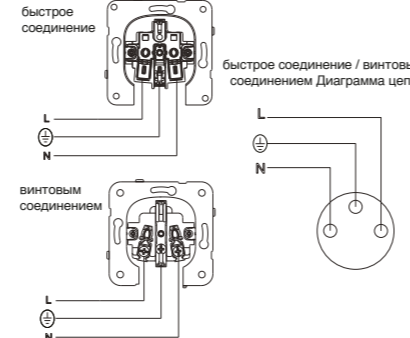 быстрое
соединение
L
N
быстрое соединение / винтовы
соединением Диаграмма цеп
L
N
винтовым
соединением
L
N